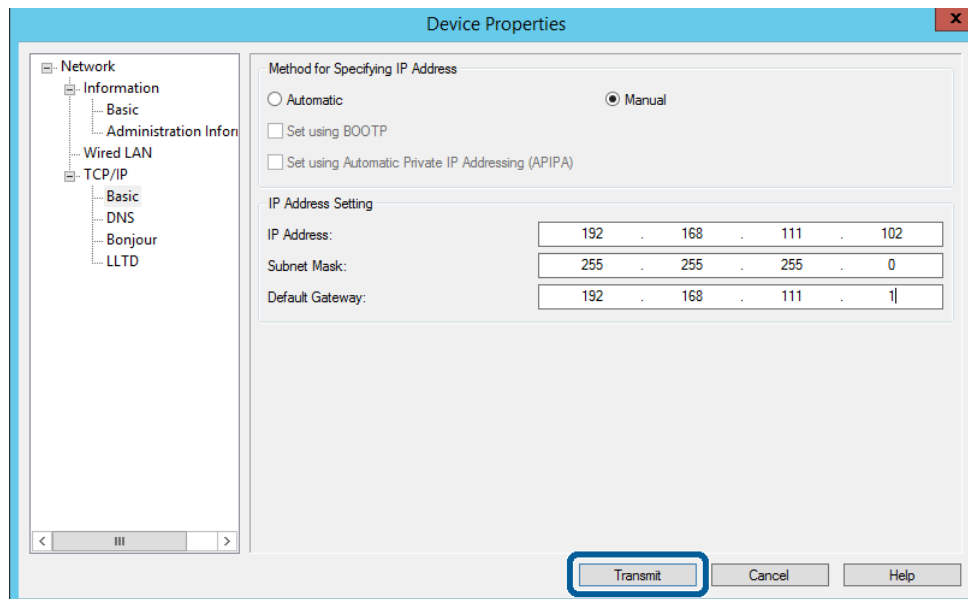 Device Properties
x
Network
Information
Basic
Administration Infor
Wired LAN
TCP/IP
Basic
DNS
Bonjour
LLTD
Method for Specifying IP Address
Automatic
Manual
Set using BOOTP
Set using Automatic Private IP Addressing (APIPA)
IP Address Setting
IP Address: 192 . 168 . 111 . 102
Subnet Mask: 255 . 255 . 255 . 0
Default Gateway: 192 . 168 . 111 . 1
Transmit Cancel Help